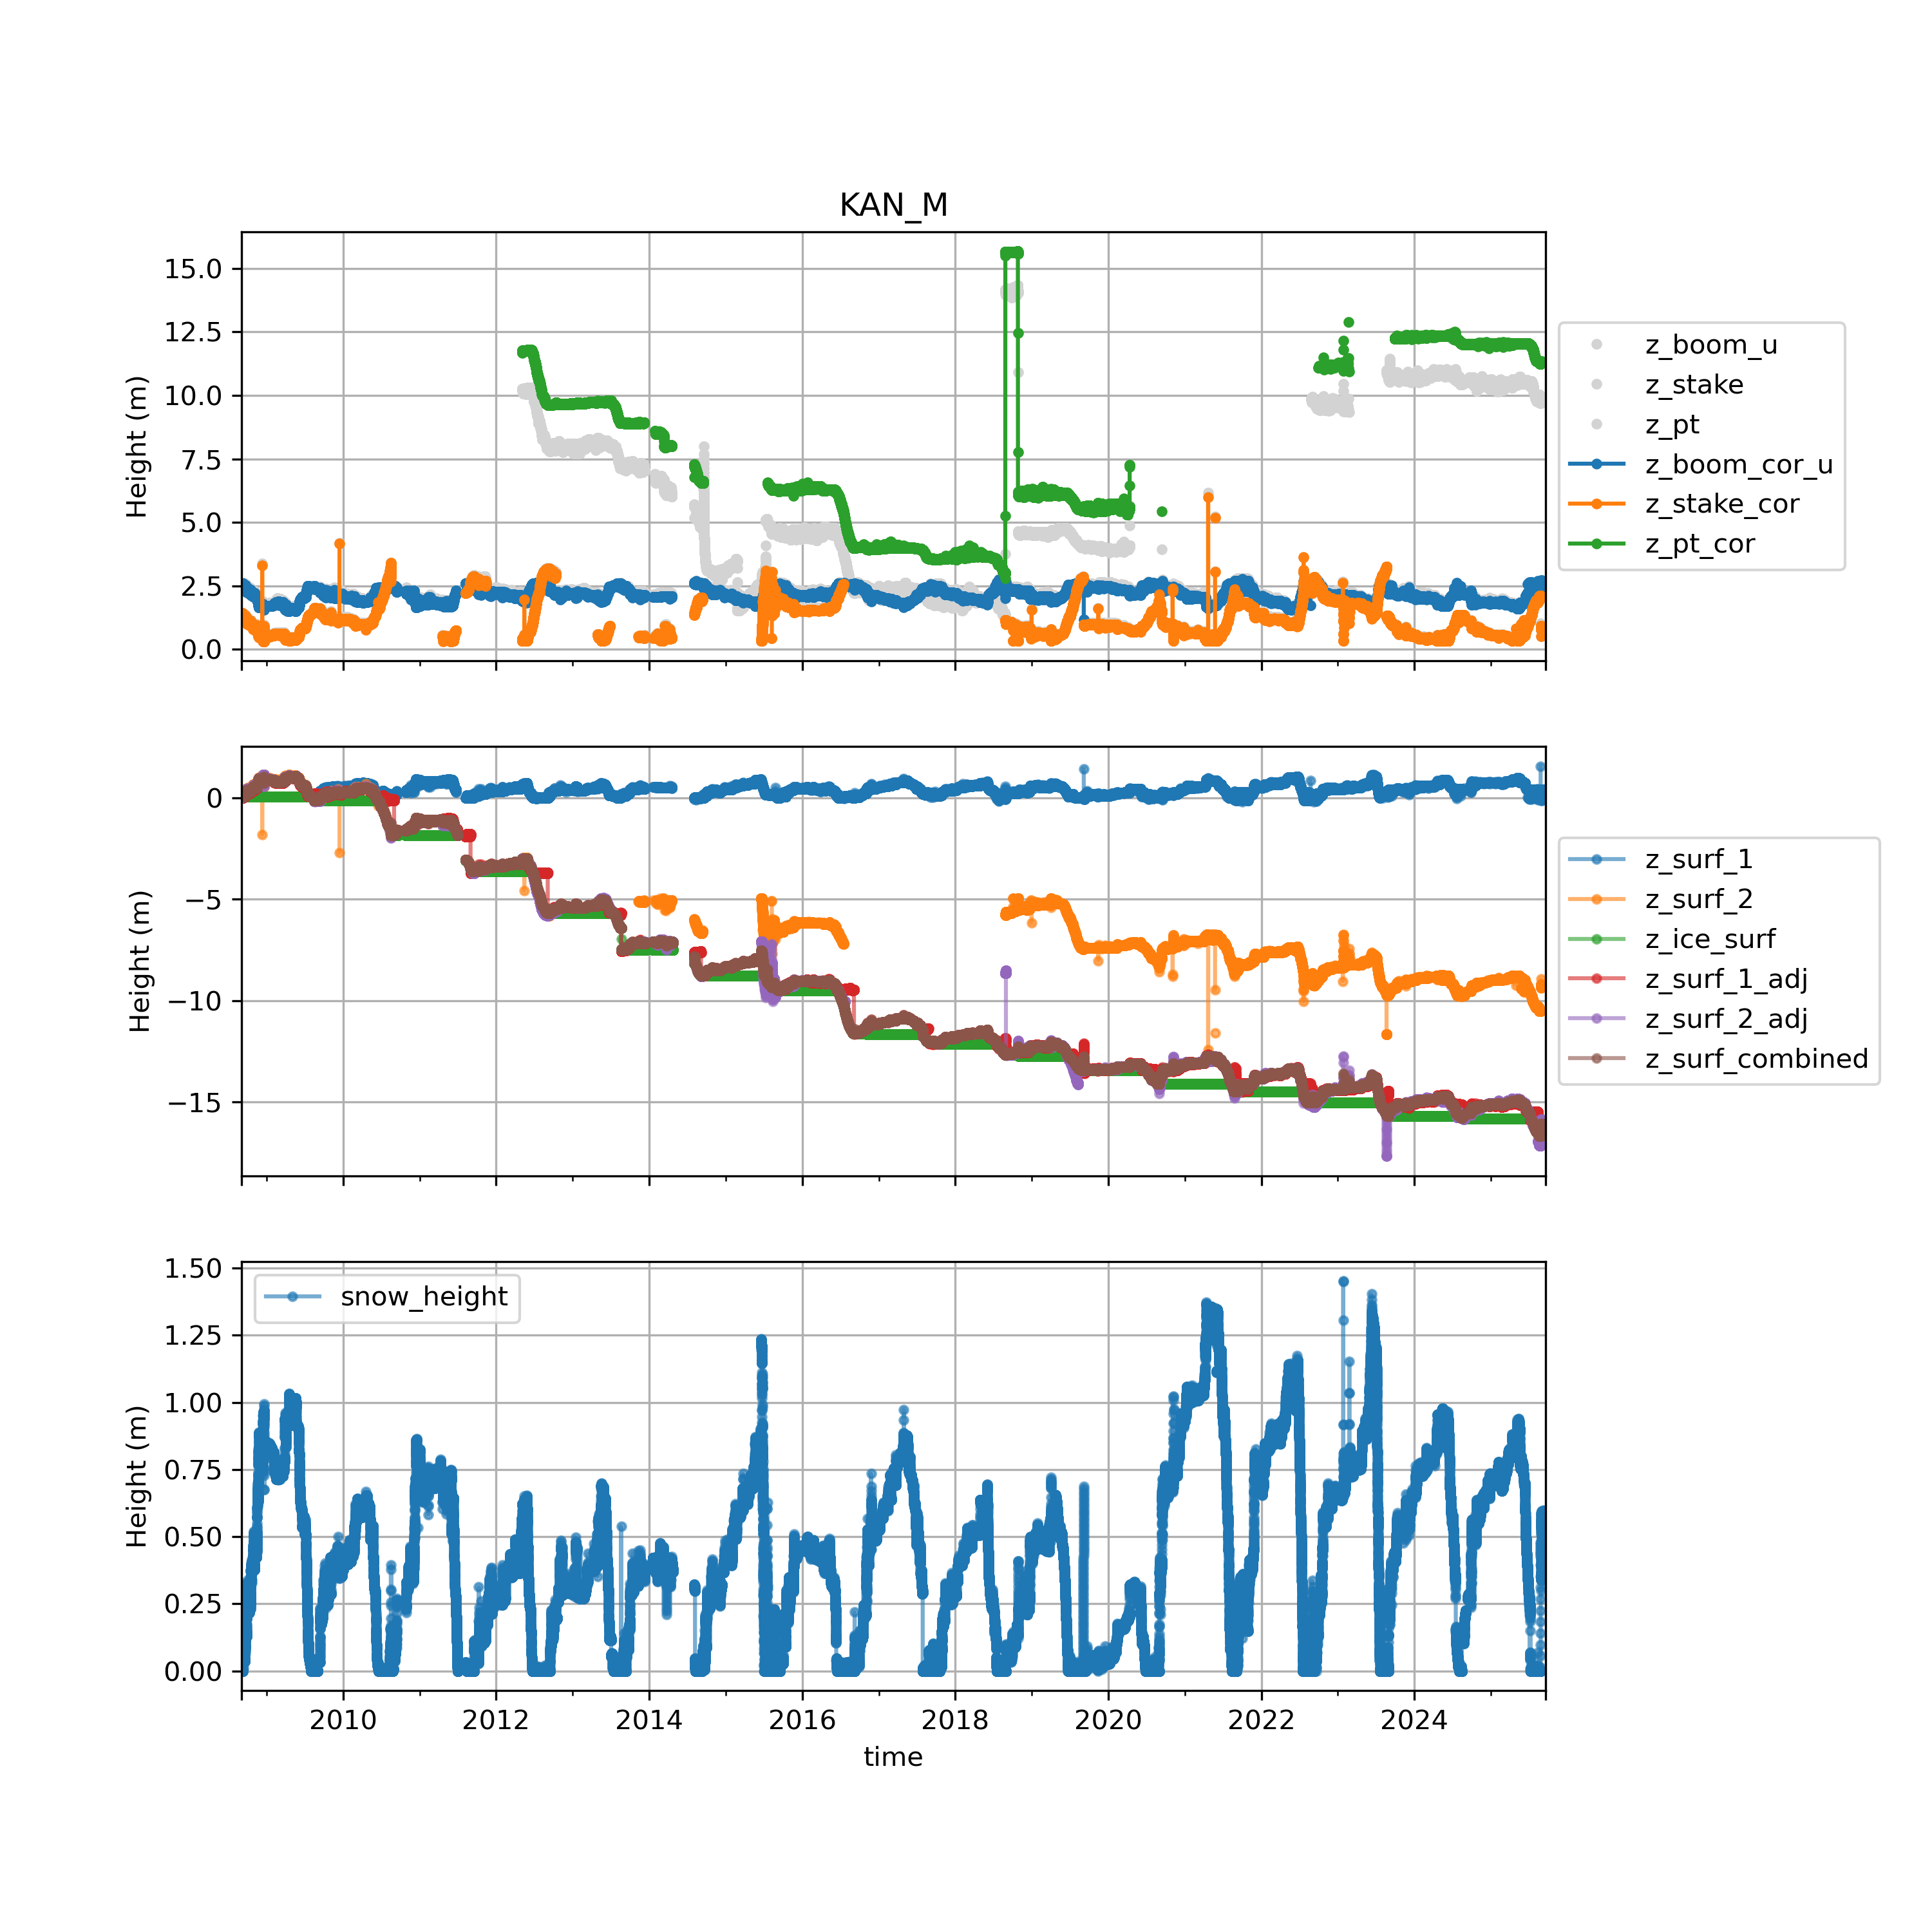 KAN_M
15.0
12.5
10.0
7.5
5.0
2.5
0.0
Height (m)
z_boom_u
z_stake
z_pt
z_boom_cor_u
z_stake_cor
z_pt_cor
0
−5
−10
−15
Height (m)
z_surf_1
z_surf_2
z_ice_surf
z_surf_1_adj
z_surf_2_adj
z_surf_combined
1.50
1.25
1.00
0.75
0.50
0.25
0.00
Height (m)
snow_height
2010 2012 2014 2016 2018 2020 2022 2024
time